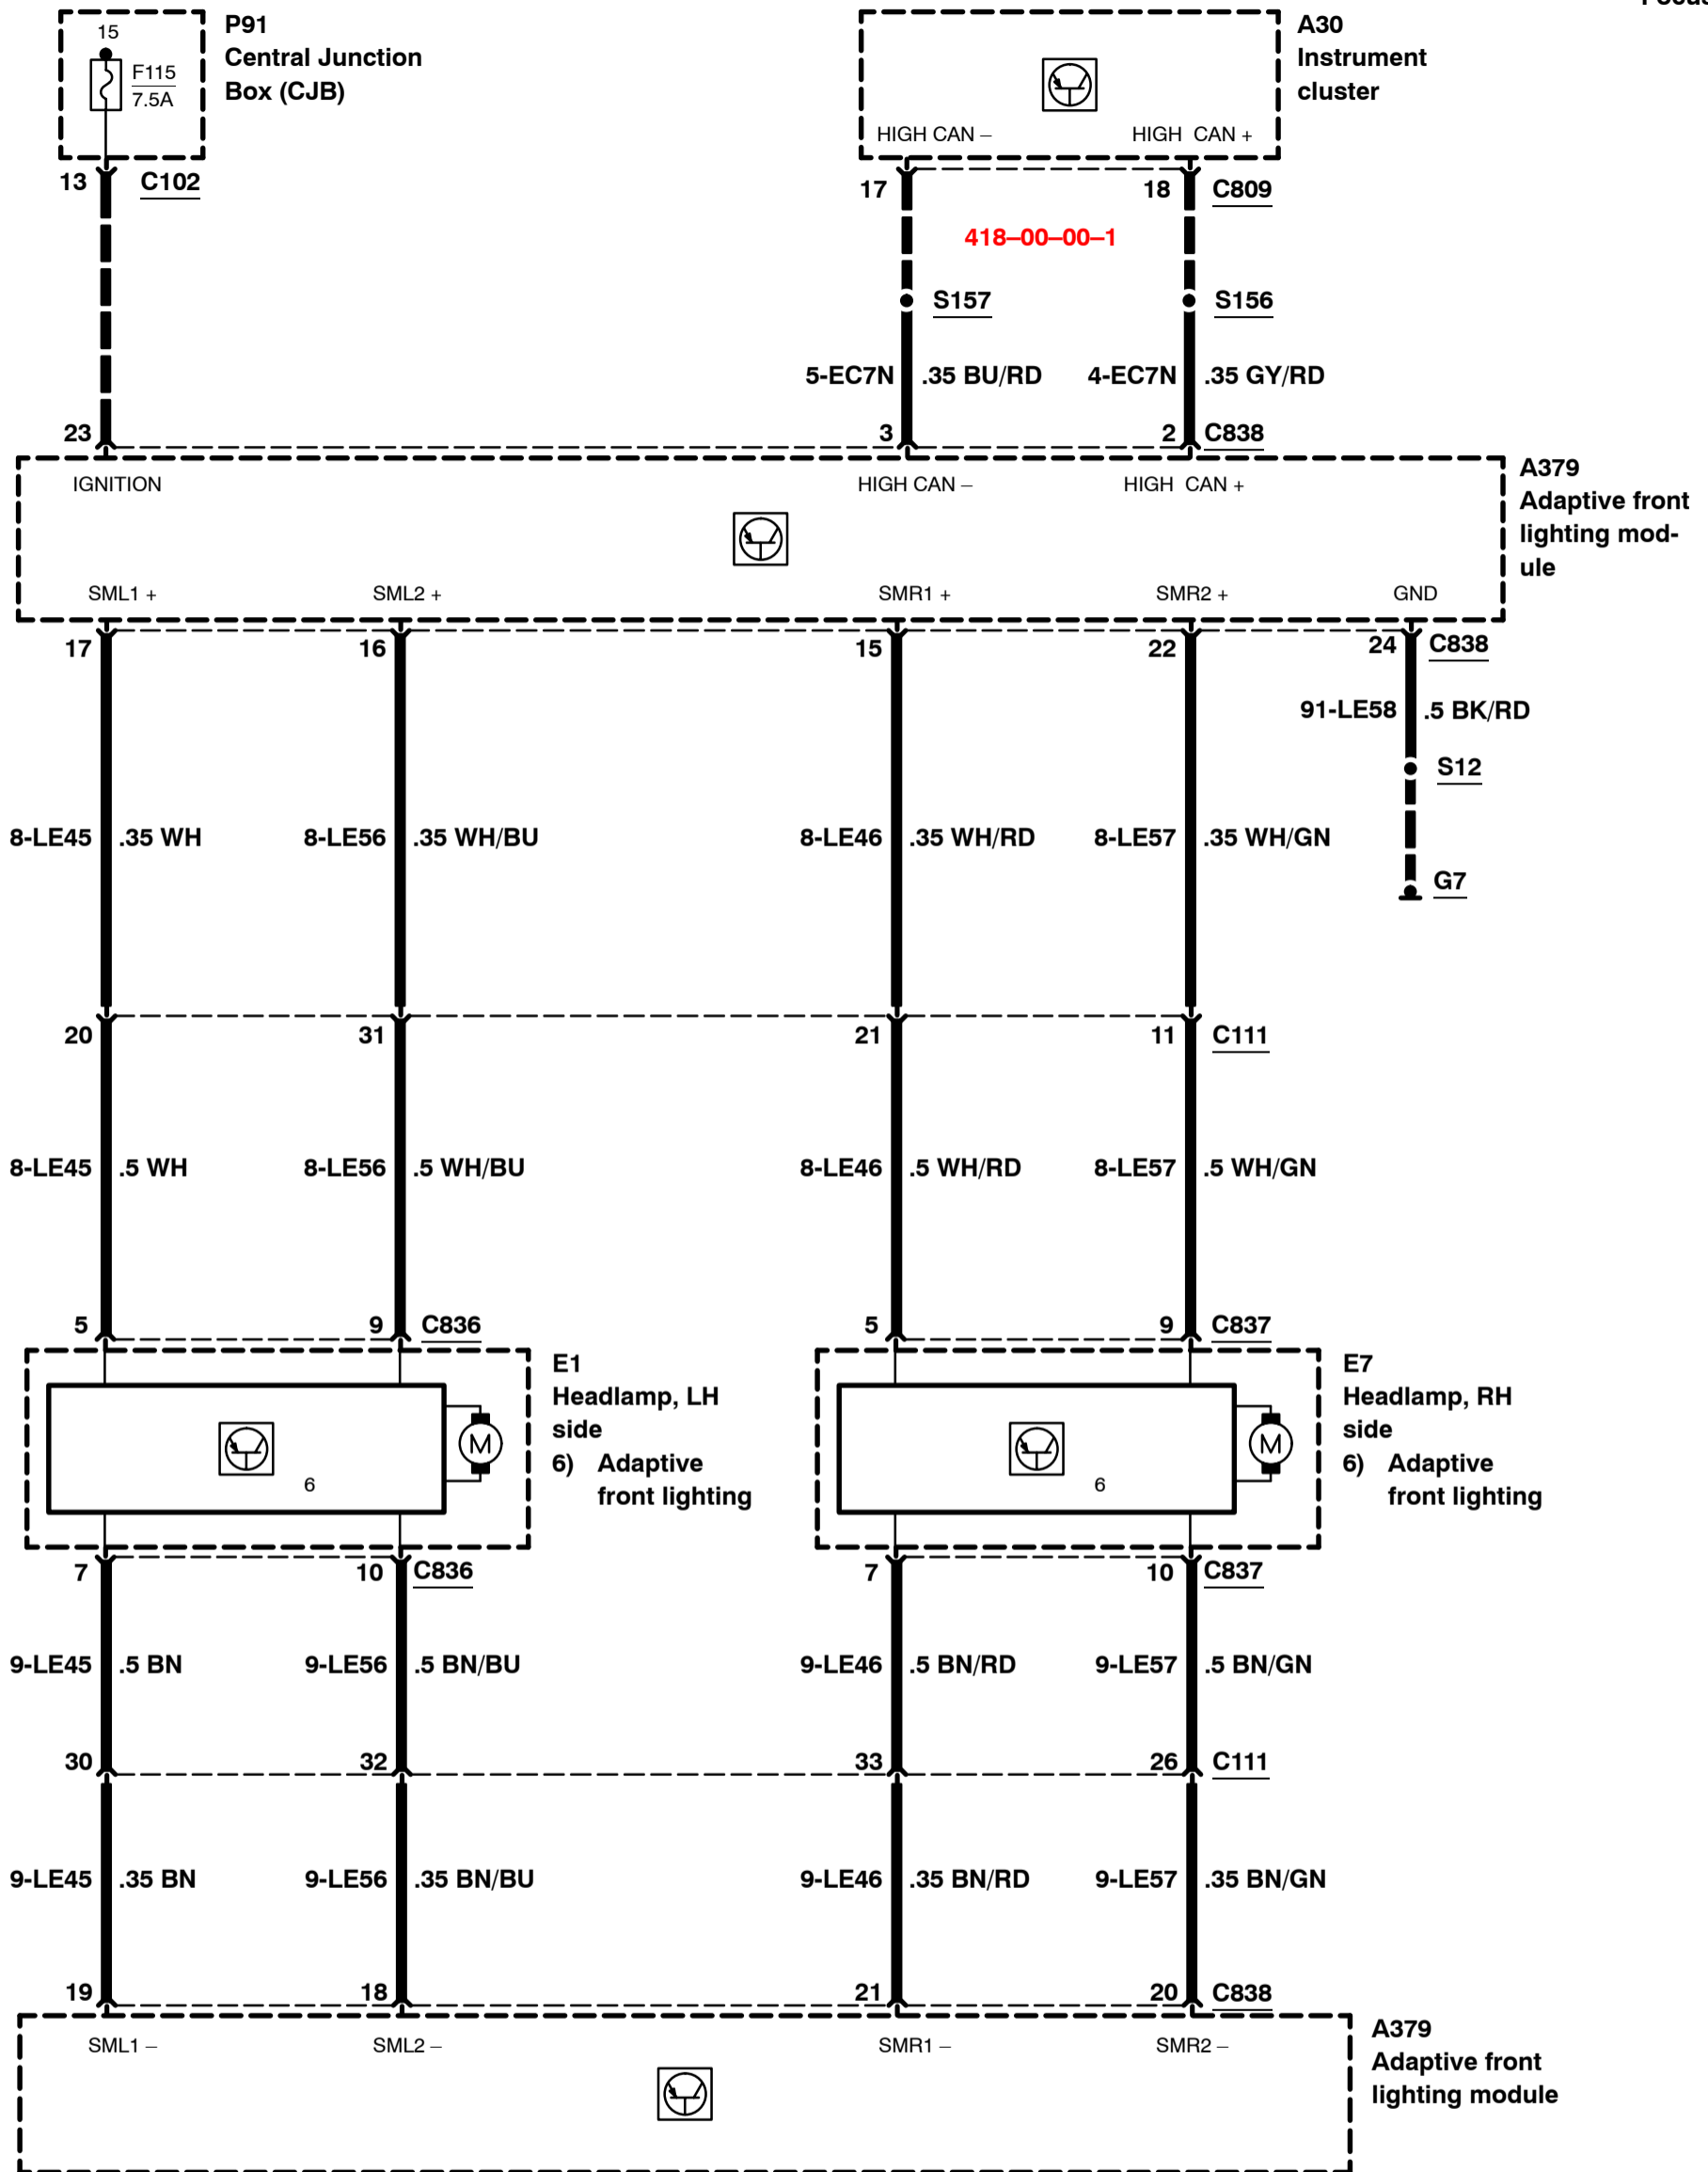 15
F115
7.5A
P91
Central Junction
Box (CJB)
A30
Instrument
cluster
HIGH CAN –
HIGH CAN +
13
C102
17
18
C809
418–00–00–1
S157
S156
5-EC7N
.35 BU/RD
4-EC7N
.35 GY/RD
23
3
2
C838
IGNITION
HIGH CAN –
HIGH CAN +
A379
Adaptive front
lighting mod-
ule
SML1 +
SML2 +
SMR1 +
SMR2 +
GND
17
16
15
22
24
C838
91-LE58
.5 BK/RD
S12
8-LE45
.35 WH
8-LE56
.35 WH/BU
8-LE46
.35 WH/RD
8-LE57
.35 WH/GN
G7
20
31
21
11
C111
8-LE45
.5 WH
8-LE56
.5 WH/BU
8-LE46
.5 WH/RD
8-LE57
.5 WH/GN
5
9
C836
5
9
C837
E1
Headlamp, LH
side
6) Adaptive
front lighting
M
6
E7
Headlamp, RH
side
6) Adaptive
front lighting
M
6
7
10
C836
7
10
C837
9-LE45
.5 BN
9-LE56
.5 BN/BU
9-LE46
.5 BN/RD
9-LE57
.5 BN/GN
30
32
33
26
C111
9-LE45
.35 BN
9-LE56
.35 BN/BU
9-LE46
.35 BN/RD
9-LE57
.35 BN/GN
19
18
21
20
C838
SML1 –
SML2 –
SMR1 –
SMR2 –
A379
Adaptive front
lighting module